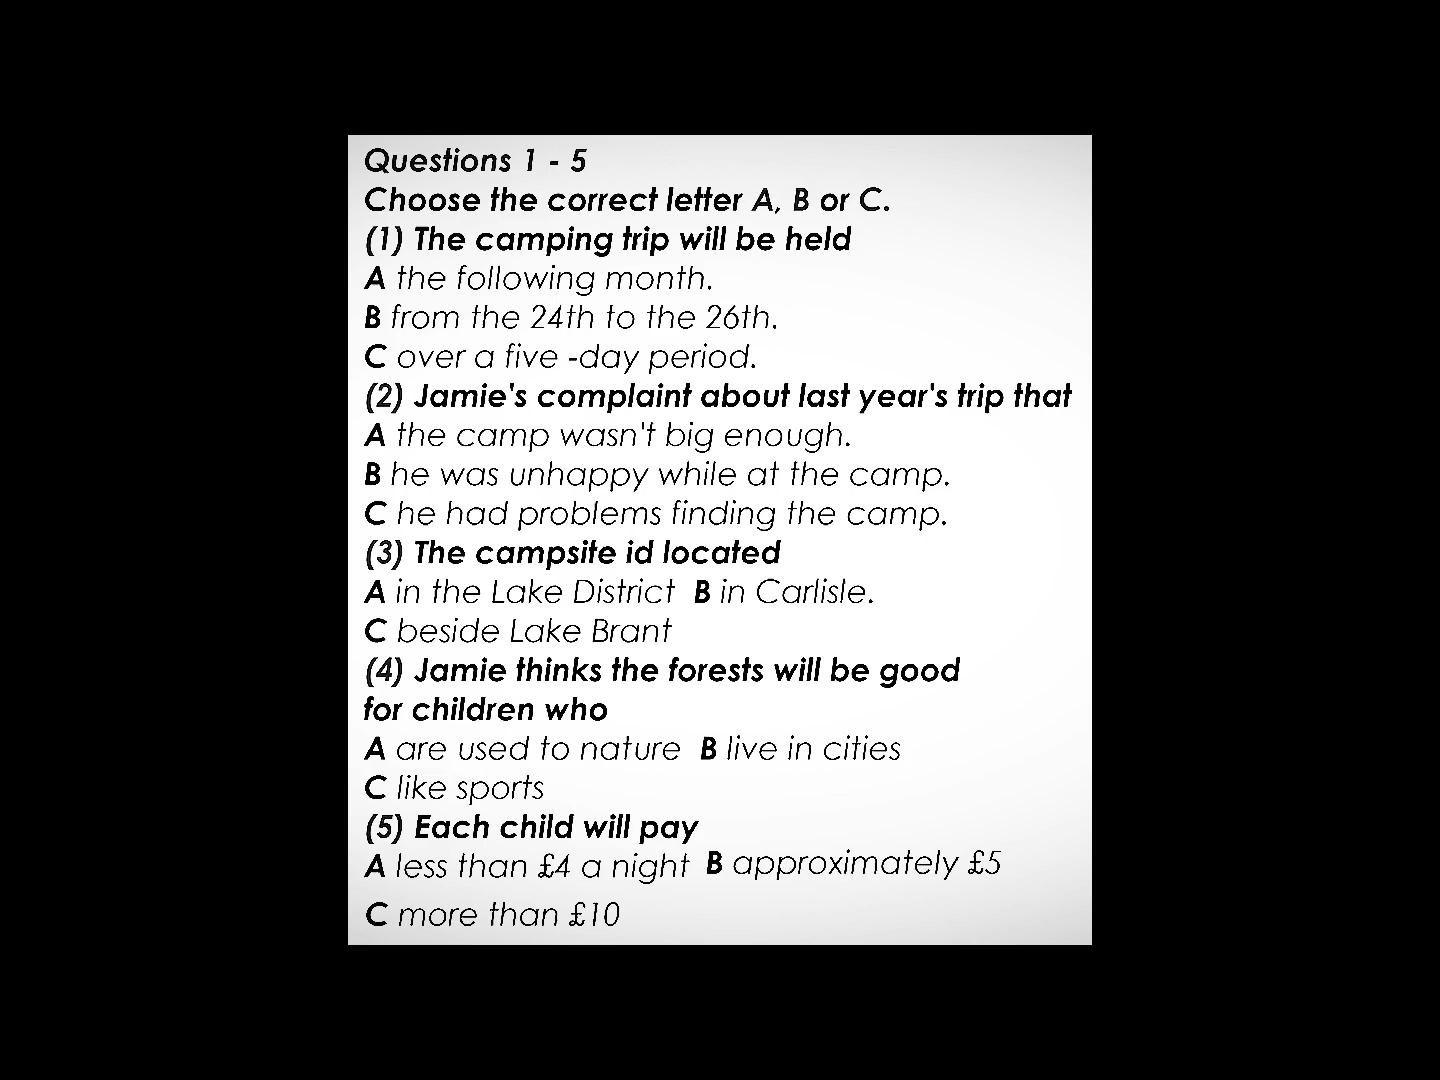 Questions 1 - 5
Choose the correct letter A, B or C.
(1) The camping trip will be held
A the following month.
B from the 24th to the 26th.
C over a five -day period.
(2) Jamie's complaint about last year's trip that
A the camp wasn't big enough.
B he was unhappy while at the camp.
C he had problems finding the camp.
(3) The campsite id located
A in the Lake District B in Carlisle.
C beside Lake Brant
(4) Jamie thinks the forests will be good
for children who
A are used to nature B live in cities
C like sports
(5) Each child will pay
A less than £4 a night B approximately £5
C more than £10